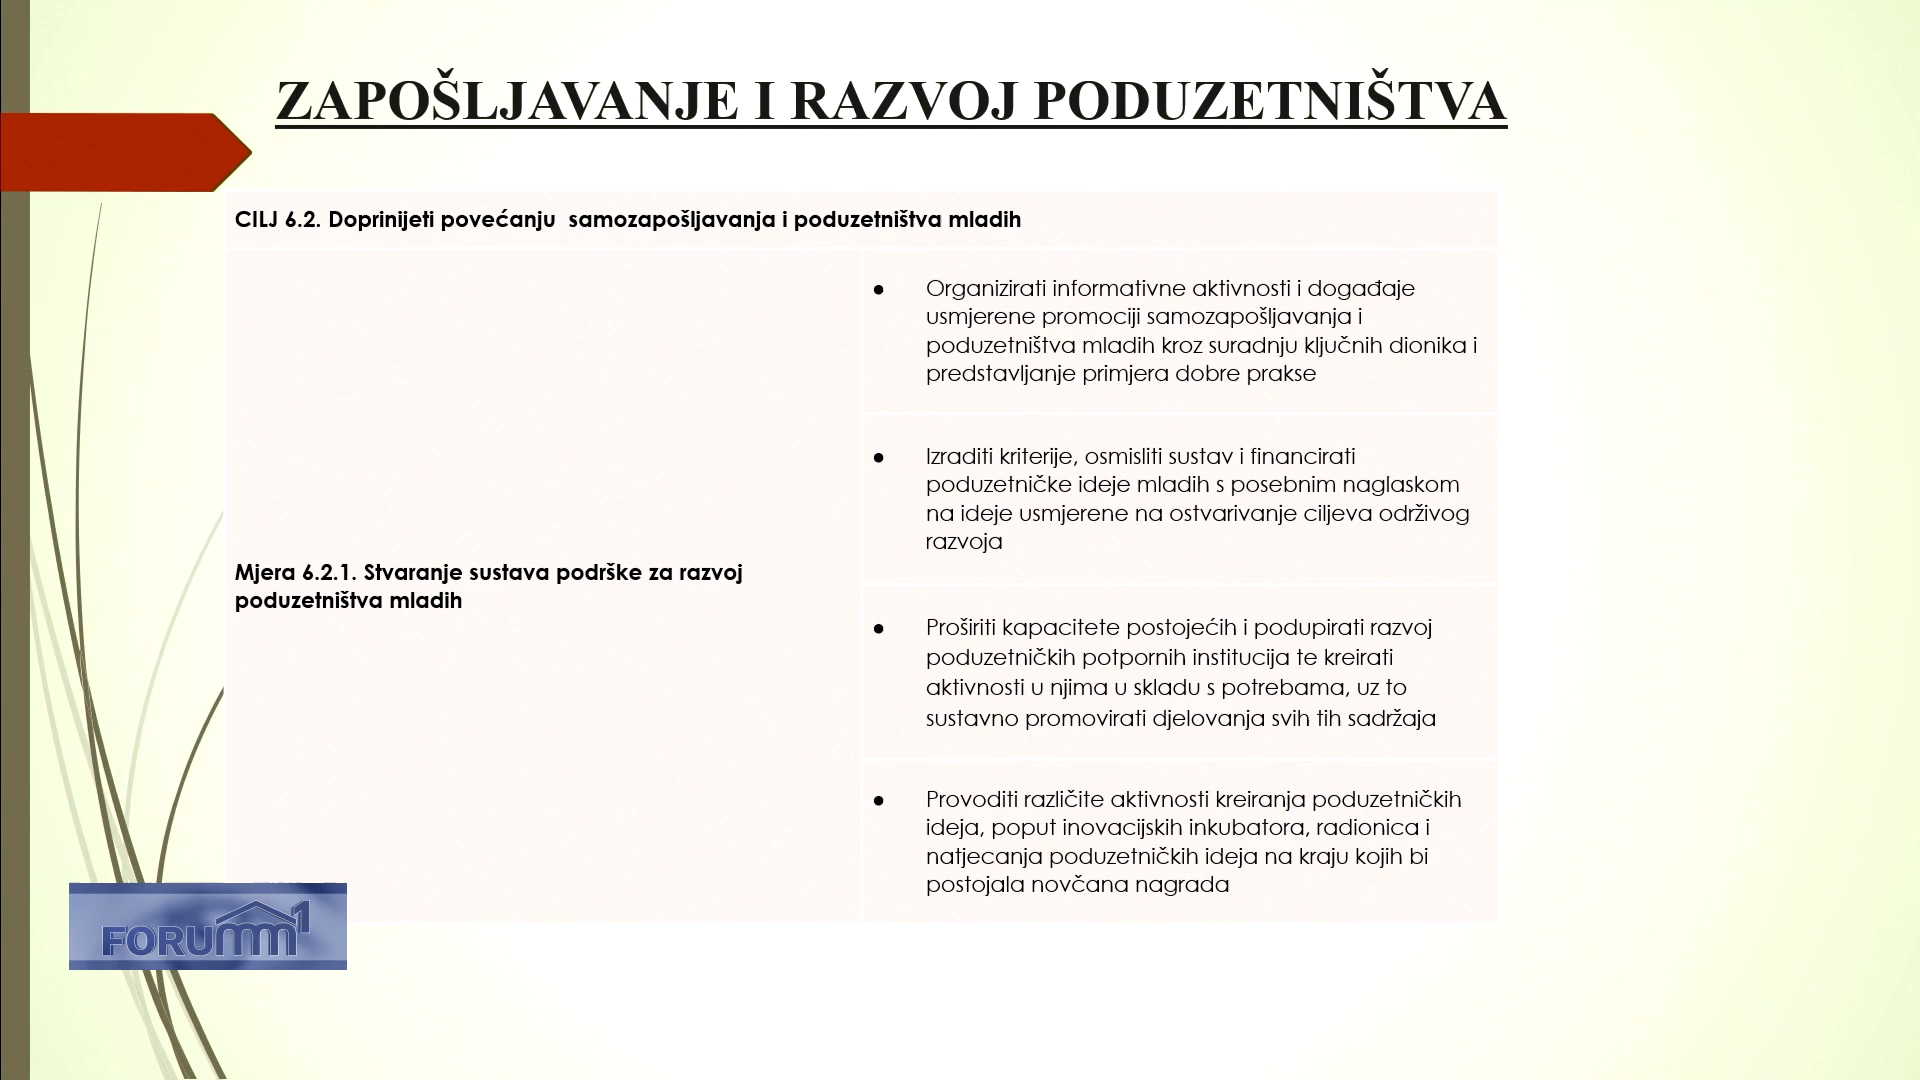 ZAPOŠLJAVANJE I RAZVOJ PODUZETNIŠTVA
CILJ 6.2. Doprinijeti povećanju  samozapošljavanja i poduzetništva mladih
Mjera 6.2.1. Stvaranje sustava podrške za razvoj
poduzetništva mladih
● Organizirati informativne aktivnosti i događaje
usmjerene promociji samozapošljavanja i
poduzetništva mladih kroz suradnju ključnih dionika i
predstavljanje primjera dobre prakse
● Izraditi kriterije, osmisliti sustav i financirati
poduzetničke ideje mladih s posebnim naglaskom
na ideje usmjerene na ostvarivanje ciljeva održivog
razvoja
● Proširiti kapacitete postojećih i podupirati razvoj
poduzetničkih potpornih institucija te kreirati
aktivnosti u njima u skladu s potrebama, uz to
sustavno promovirati djelovanja svih tih sadržaja
● Provoditi različite aktivnosti kreiranja poduzetničkih
ideja, poput inovacijskih inkubatora, radionica i
natjecanja poduzetničkih ideja na kraju kojih bi
postojala novčana nagrada
FORUMM1